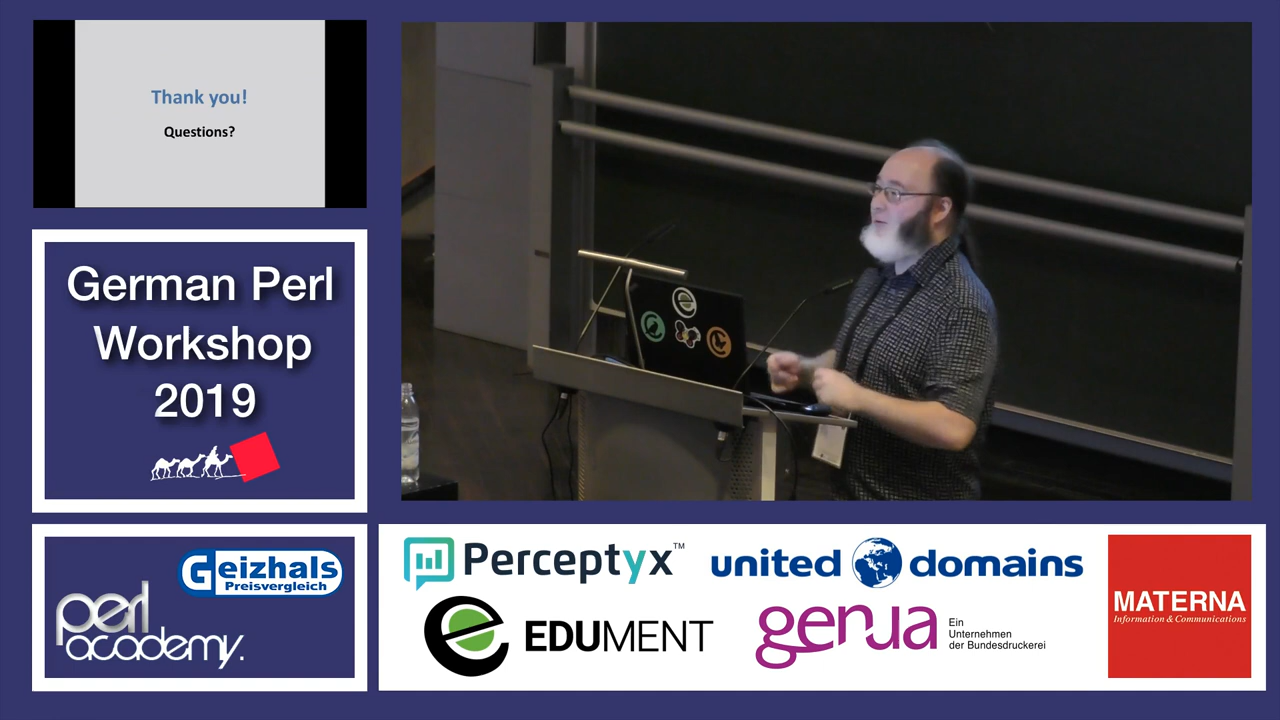 Thank you!
Questions?
German Perl
Workshop
2019
Geizhals
Preisvergleich
perl
academy.
Perceptyx™
united domains
EDUMENT
genua
Ein
Unternehmen
der Bundesdruckerei
MATERNA
Information & Communications